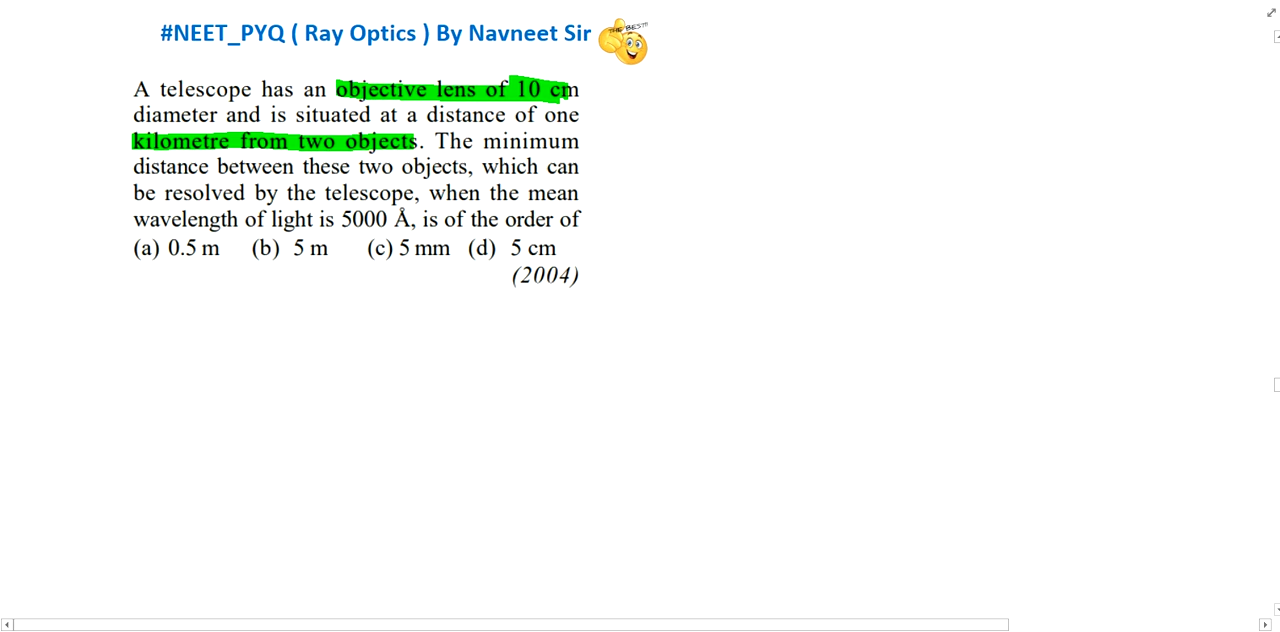 #NEET_PYQ ( Ray Optics ) By Navneet Sir
THE BEST!!
A telescope has an objective lens of 10 cm
diameter and is situated at a distance of one
kilometre from two objects. The minimum
distance between these two objects, which can
be resolved by the telescope, when the mean
wavelength of light is 5000 Å, is of the order of
(a) 0.5 m (b) 5 m (c) 5 mm (d) 5 cm
(2004)